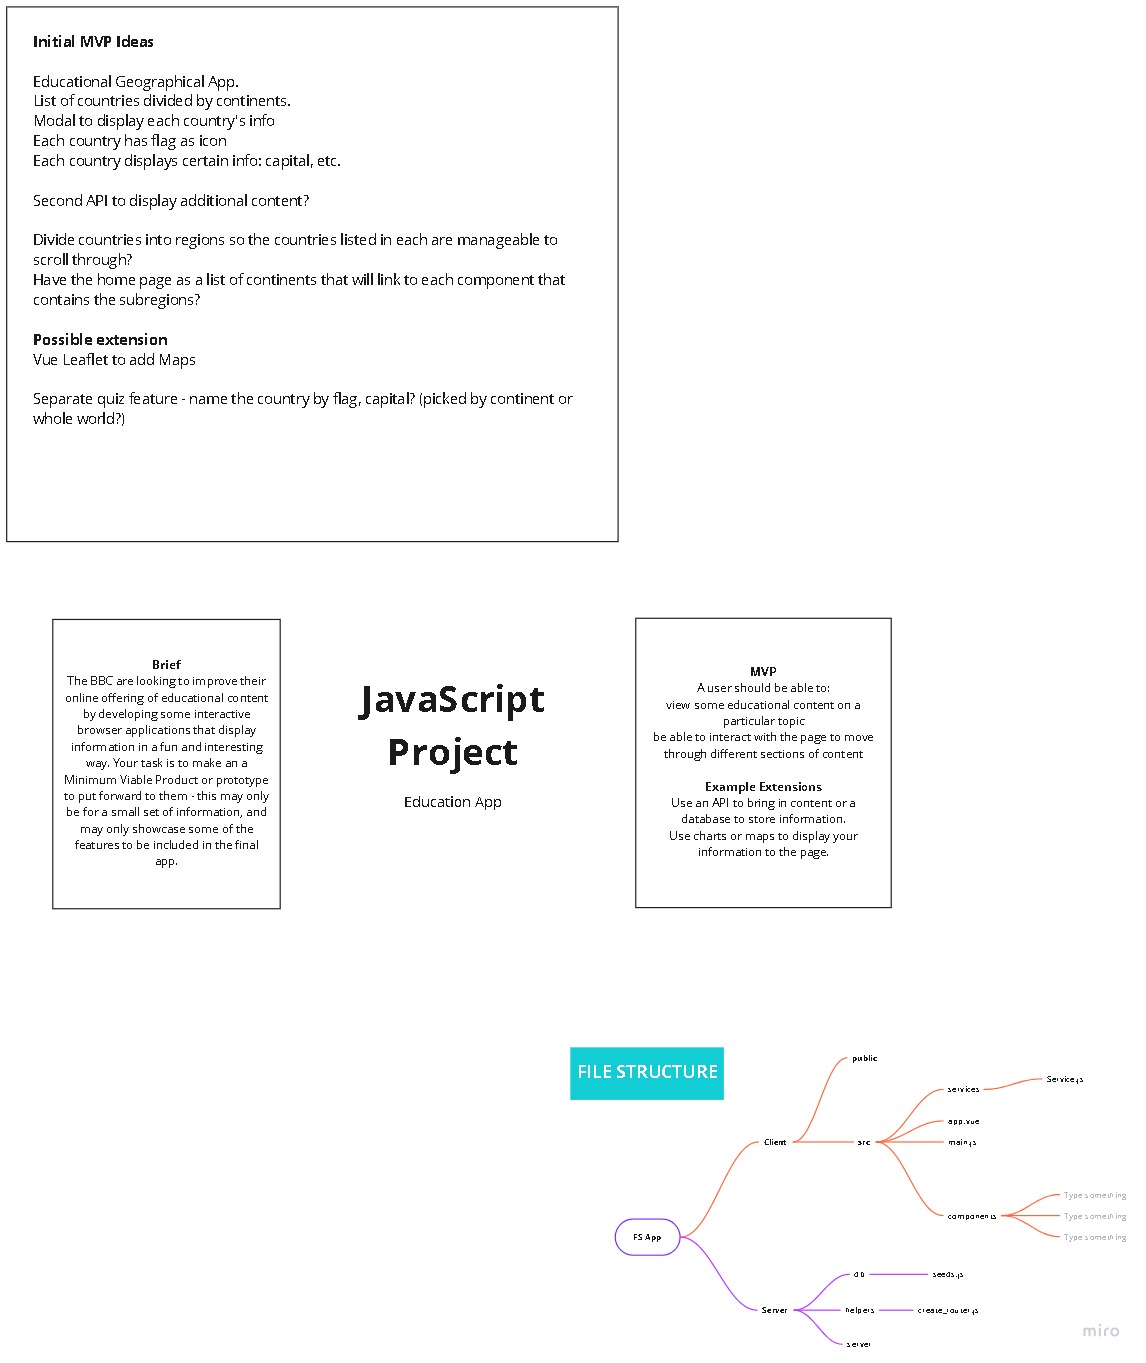 Initial MVP Ideas
Educational Geographical App.
List of countries divided by continents.
Modal to display each country's info
Each country has flag as icon
Each country displays certain info: capital, etc.
Second API to display additional content?
Divide countries into regions so the countries listed in each are manageable to
scroll through?
Have the home page as a list of continents that will link to each component that
contains the subregions?
Possible extension
Vue Leaflet to add Maps
Separate quiz feature - name the country by flag, capital? (picked by continent or
whole world?)
Brief
The BBC are looking to improve their
online offering of educational content
by developing some interactive
browser applications that display
information in a fun and interesting
way. Your task is to make an a
Minimum Viable Product or prototype
to put forward to them - this may only
be for a small set of information, and
may only showcase some of the
features to be included in the final
app.
JavaScript
Project
Education App
MVP
A user should be able to:
view some educational content on a
particular topic
be able to interact with the page to move
through different sections of content
Example Extensions
Use an API to bring in content or a
database to store information.
Use charts or maps to display your
information to the page.
FILE STRUCTURE
public
services
Service.js
app.vue
Client
src
main.js
components
Type something
Type something
Type something
FS App
Server
db
seeds.js
helpers
create_router.js
server
miro